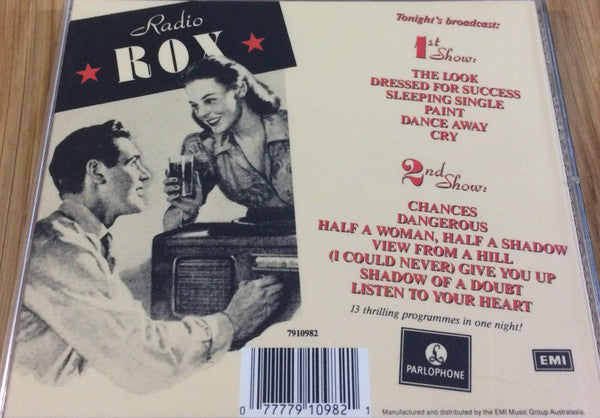 Radio
ROX
Tonight's broadcast:
1st Show:
THE LOOK
DRESSED FOR SUCCESS
SLEEPING SINGLE
PAINT
DANCE AWAY
CRY
2nd Show:
CHANCES
DANGEROUS
HALF A WOMAN, HALF A SHADOW
VIEW FROM A HILL
(I COULD NEVER) GIVE YOU UP
SHADOW OF A DOUBT
LISTEN TO YOUR HEART
13 thrilling programmes in one night!
7910982
0 77779 10982 1
PARLOPHONE
EMI
Manufactured and distributed by the EMI Music Group Australasia.